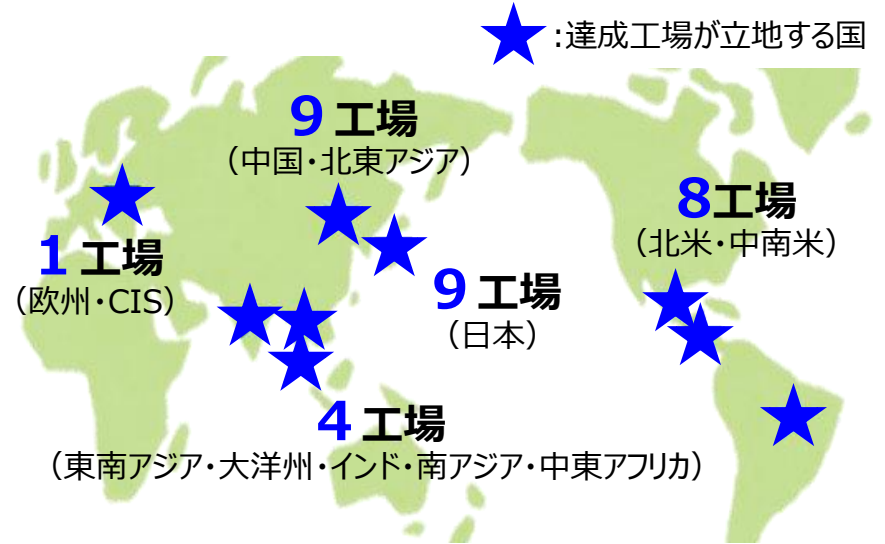 :達成工場が立地する国
9 工場
（中国・北東アジア）
8工場
（北米・中南米）
1 工場
（欧州・CIS）
9 工場
（日本）
4 工場
（東南アジア・大洋州・インド・南アジア・中東アフリカ）